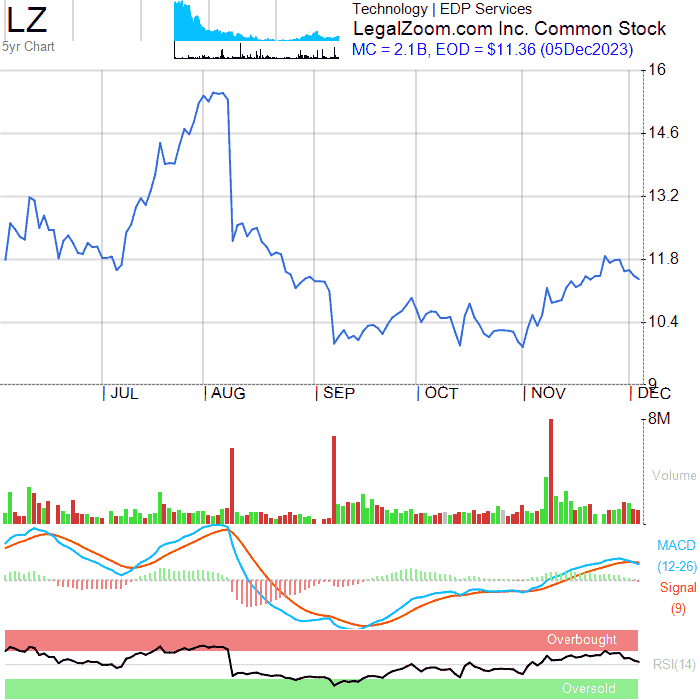 LZ
5yr Chart
Technology | EDP Services
LegalZoom.com Inc. Common Stock
MC = 2.1B, EOD = $11.36 (05Dec2023)
16
14.6
13.2
11.8
10.4
9
JUL AUG SEP OCT NOV DEC
8M
Volume
MACD
(12-26)
Signal
(9)
Overbought
RSI(14)
Oversold